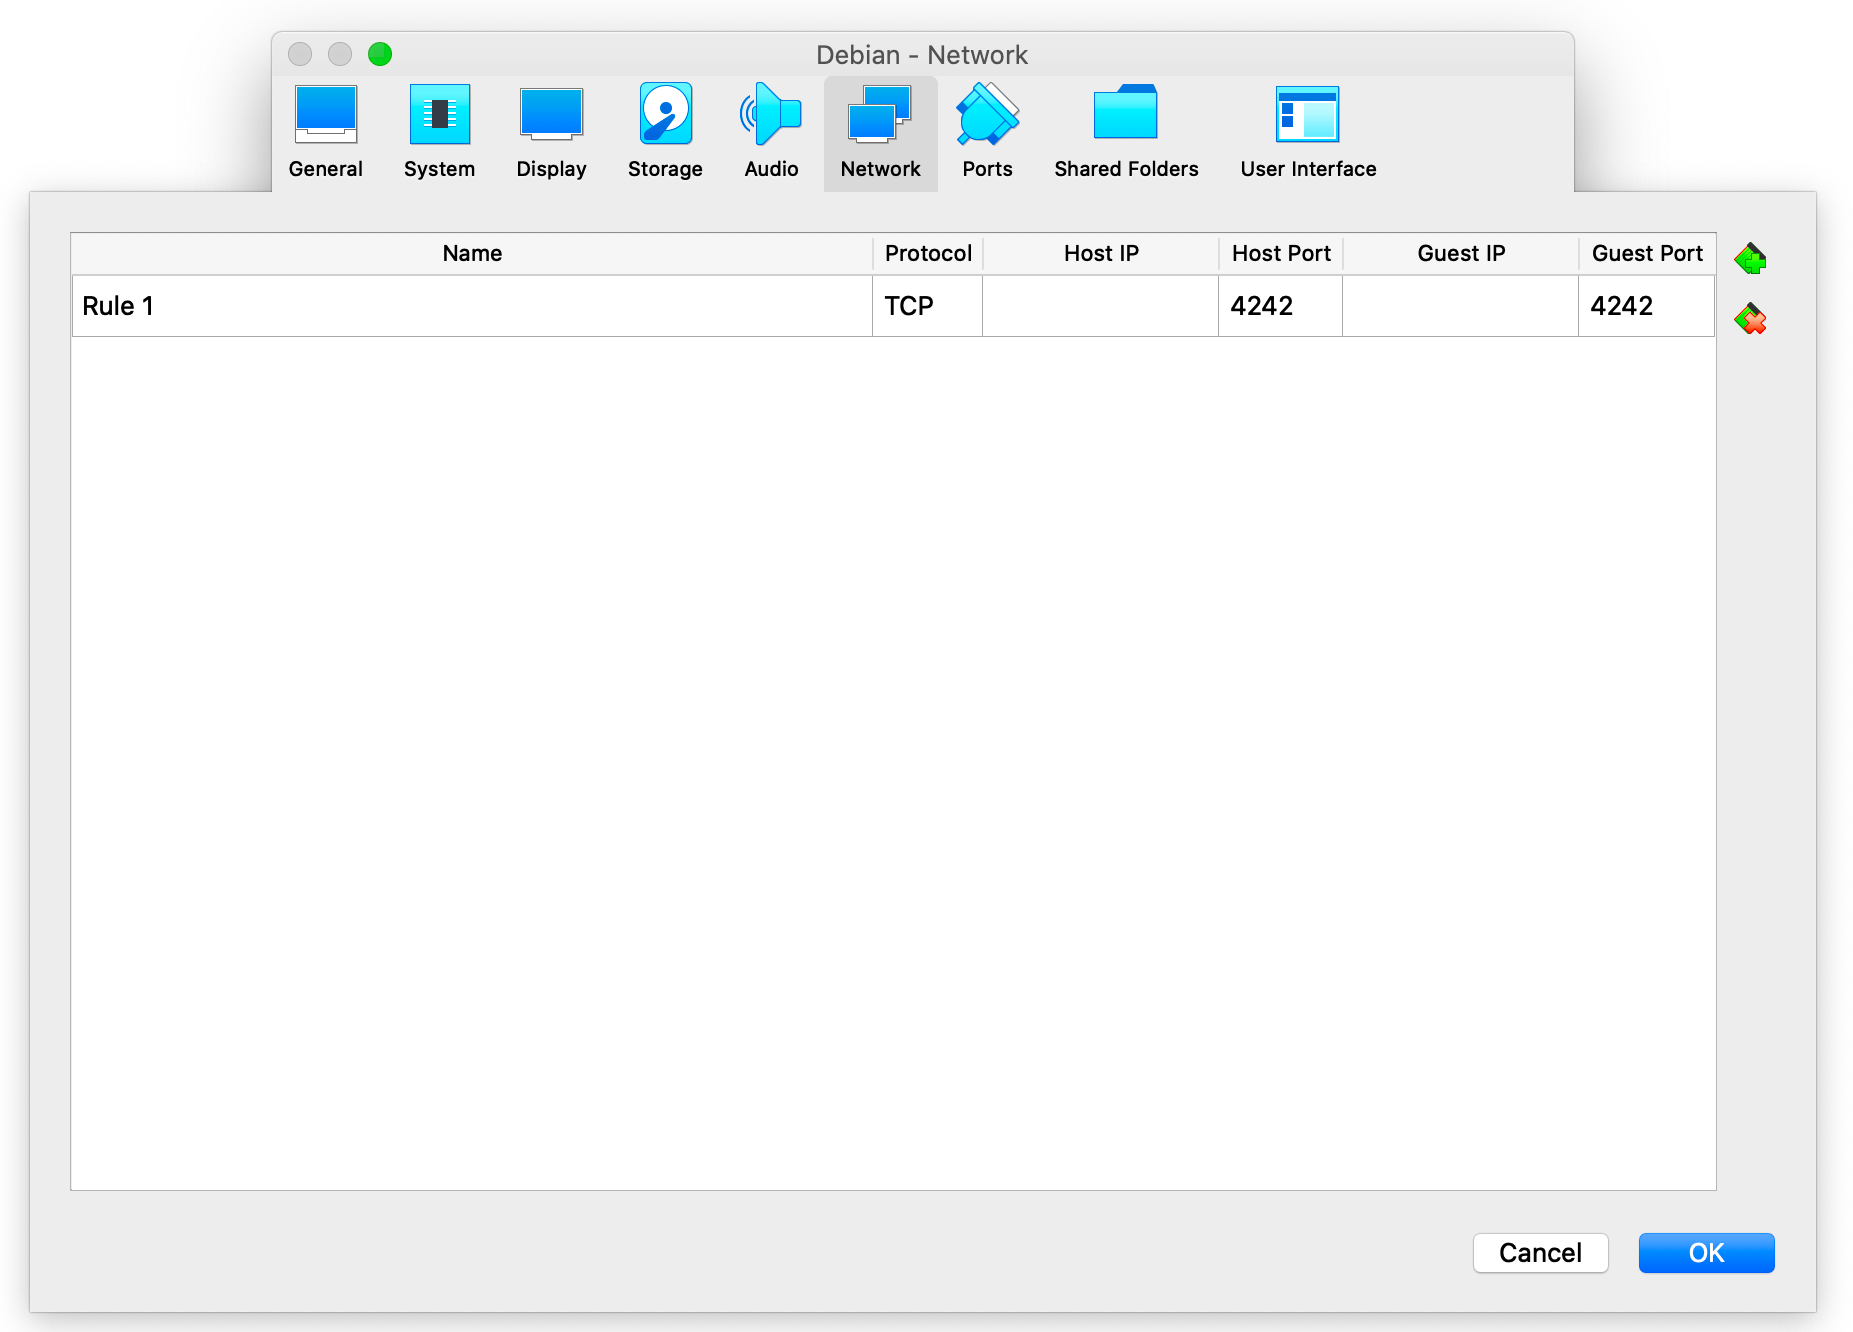 Debian - Network
General System Display Storage Audio Network Ports Shared Folders User Interface
Name Protocol Host IP Host Port Guest IP Guest Port
Rule 1 TCP 4242 4242
Cancel OK